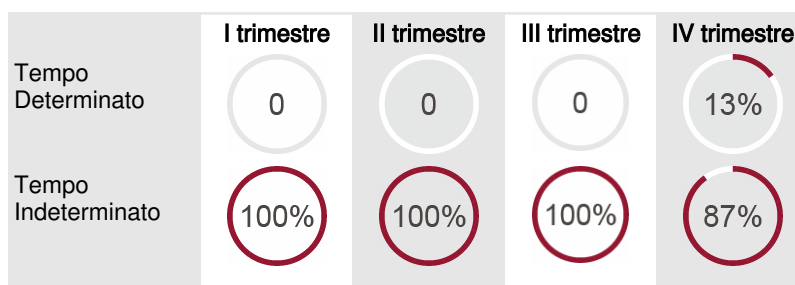 I trimestre II trimestre III trimestre IV trimestre
Tempo
Determinato
0 0 0 13%
Tempo
Indeterminato
100% 100% 100% 87%